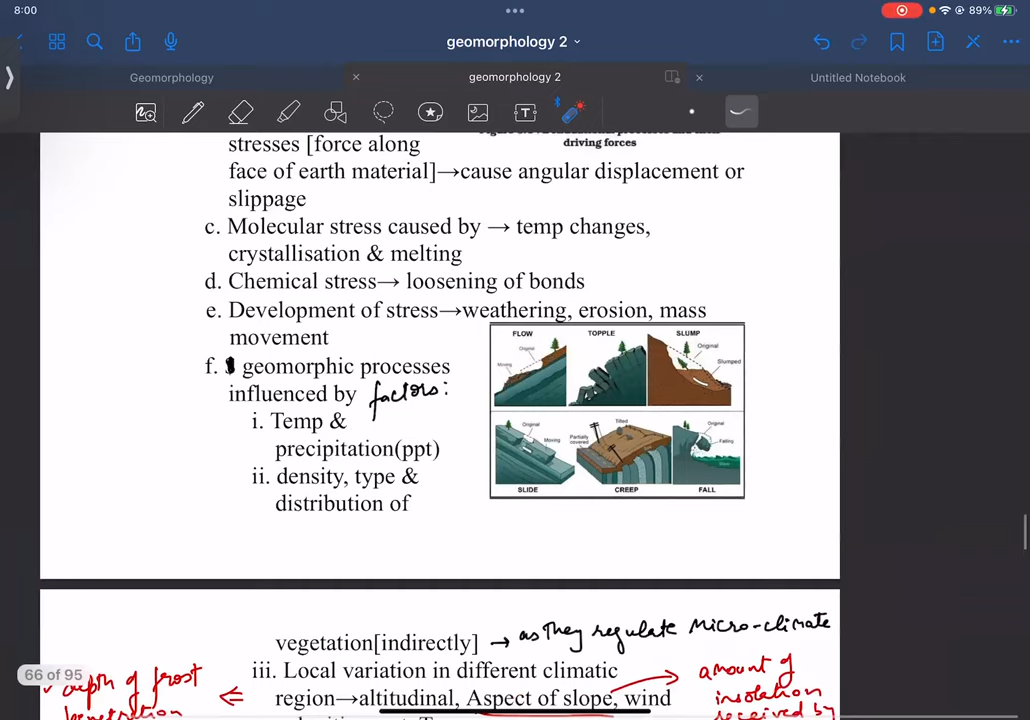 8:00
89%
geomorphology 2
Geomorphology
geomorphology 2
Untitled Notebook
driving forces
stresses [force along
face of earth material]→cause angular displacement or
slippage
c. Molecular stress caused by → temp changes,
crystallisation & melting
d. Chemical stress→ loosening of bonds
e. Development of stress→weathering, erosion, mass
movement
f. geomorphic processes
influenced by factors:
i. Temp &
precipitation(ppt)
ii. density, type &
distribution of
FLOW
Original
Moving
TOPPLE
SLUMP
Original
Slumped
Original
Moving
SLIDE
Partially
covered
Tilted
CREEP
Original
Falling
FALL
vegetation[indirectly] → as they regulate micro-climate
iii. Local variation in different climatic
region→altitudinal, Aspect of slope, wind
depth of frost
penetration
amount of
insolation
received by
66 of 95